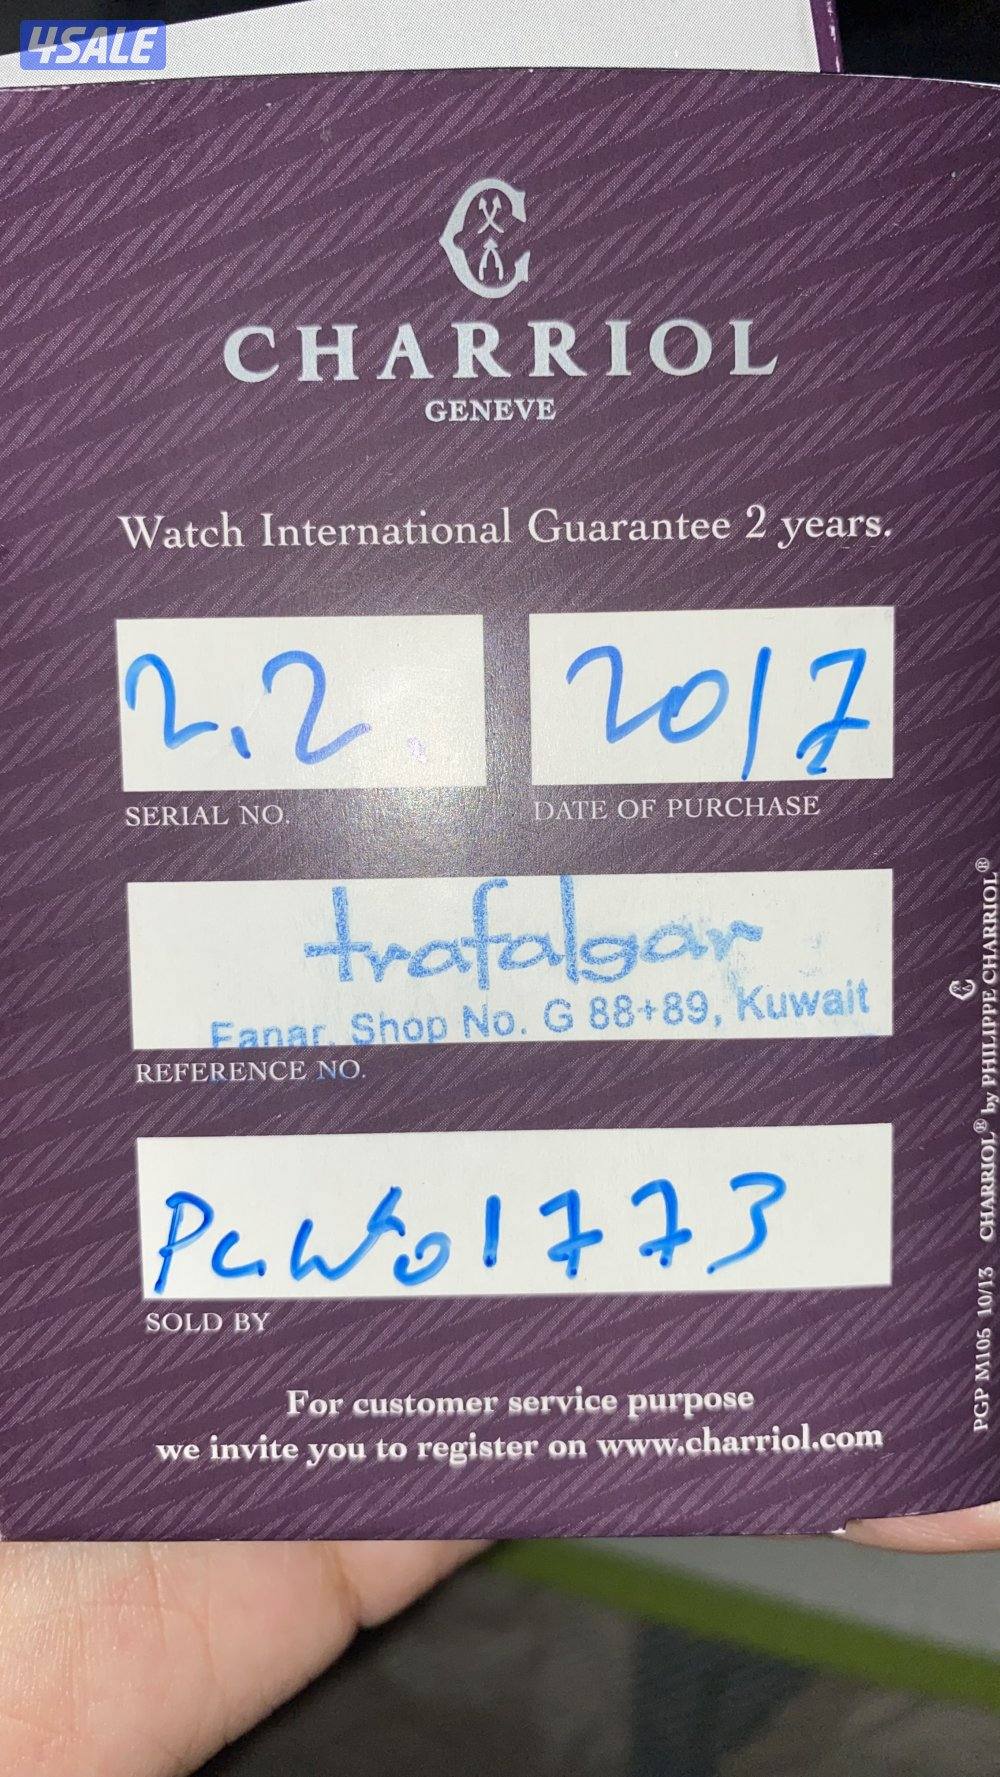 4SALE
CHARRIOL
GENEVE
Watch International Guarantee 2 years.
2.2. 2017
SERIAL NO. DATE OF PURCHASE
trafalgar
Fanar, Shop No. G 88+89, Kuwait
REFERENCE NO.
01773
SOLD BY
For customer service purpose
we invite you to register on www.charriol.com
PGP M105 10/13 CHARRIOL® by PHILIPPE CHARRIOL®